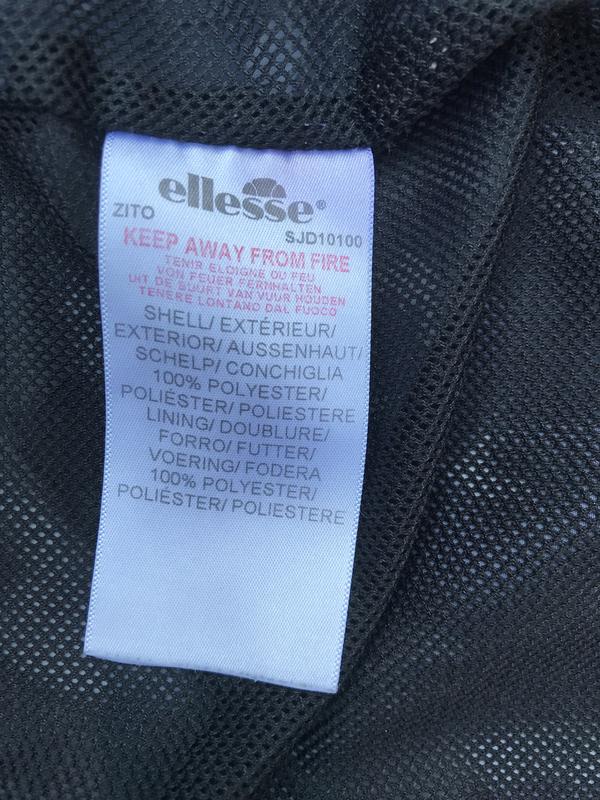 ellesse®
ZITO
SJD10100
KEEP AWAY FROM FIRE
TENIR ELOIGNE DU FEU
VON FEUER FERNHALTEN
UIT DE BUURT VAN VUUR HOUDEN
TENERE LONTANO DAL FUOCO
SHELL/ EXTÉRIEUR/
EXTERIOR/ AUSSENHAUT/
SCHELP/ CONCHIGLIA
100% POLYESTER/
POLIÉSTER/ POLIESTERE
LINING/ DOUBLURE/
FORRO/ FUTTER/
VOERING/ FODERA
100% POLYESTER/
POLIÉSTER/ POLIESTERE